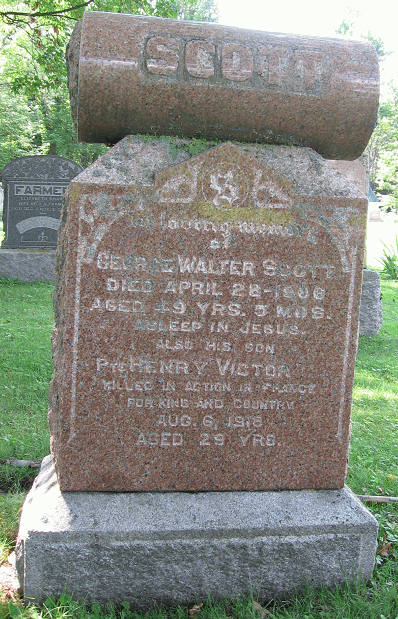 SCOTT
S
In loving memory
of
GEORGE WALTER SCOTT
DIED APRIL 28-1906
AGED 49 YRS. 5 MOS.
ASLEEP IN JESUS.
ALSO HIS SON
PTE HENRY VICTOR
KILLED IN ACTION IN FRANCE
FOR KING AND COUNTRY
AUG. 6, 1918
AGED 29 YRS.
FARMER